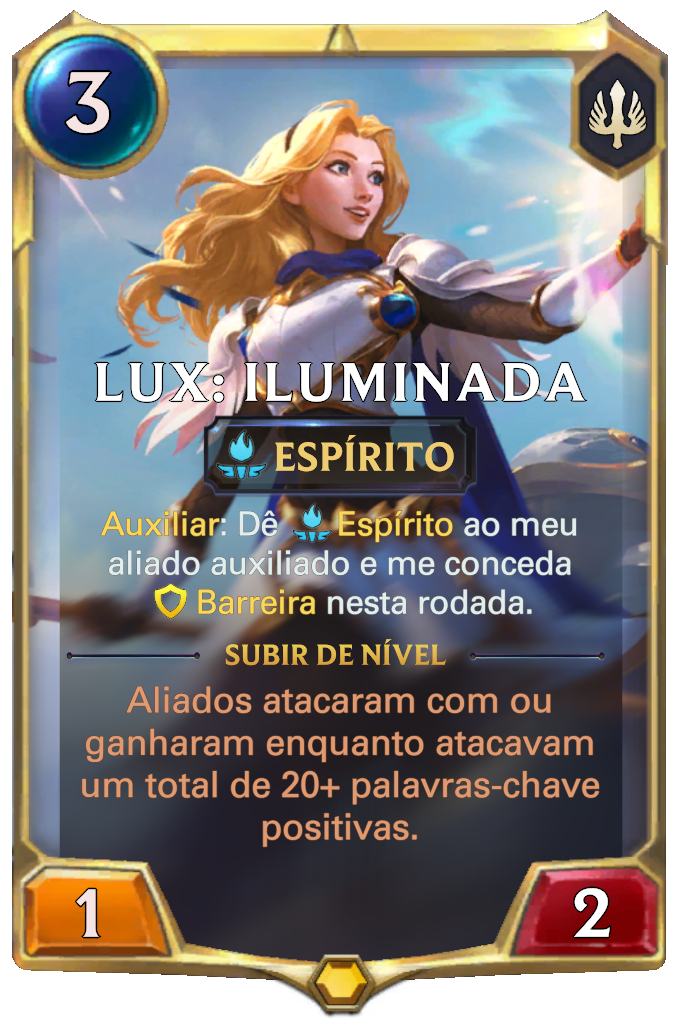 3
LUX: ILUMINADA
ESPÍRITO
Auxiliar: Dê Espírito ao meu
aliado auxiliado e me conceda
Barreira nesta rodada.
SUBIR DE NÍVEL
Aliados atacaram com ou
ganharam enquanto atacavam
um total de 20+ palavras-chave
positivas.
1
2